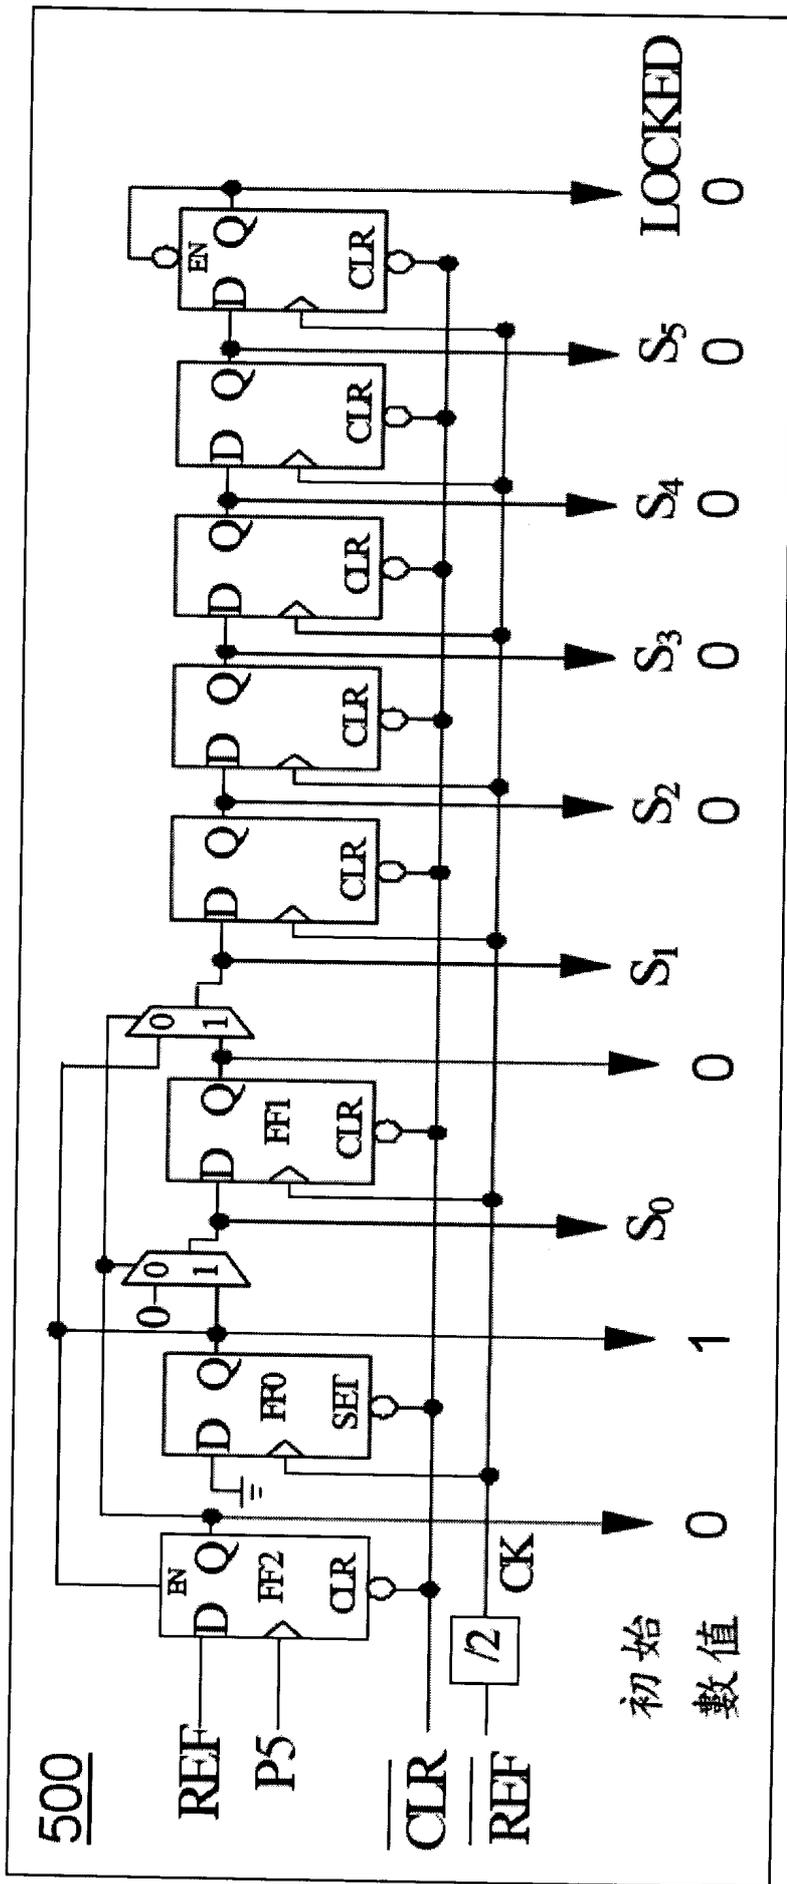 500
REF
P5
CLR
REF
/2
CK
D Q
EN
FF2
CLR
D Q
FF0
SET
0
0
1
D Q
FF1
CLR
0
1
D Q
CLR
D Q
CLR
D Q
CLR
D Q
CLR
D Q
EN
CLR
S0 S1 S2 S3 S4 S5 LOCKED
初始
數值
0 1 0 0 0 0 0 0